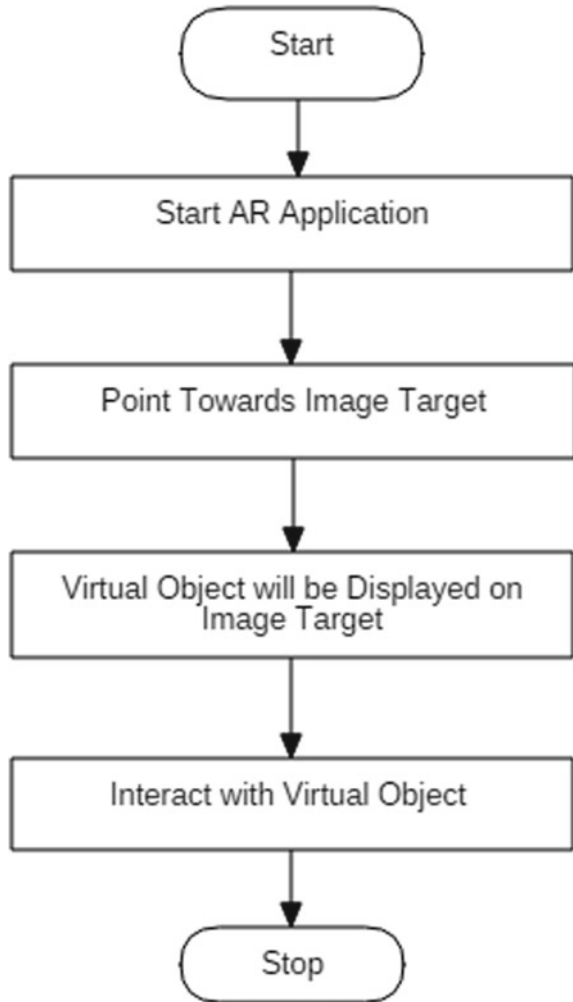 Start
Start AR Application
Point Towards Image Target
Virtual Object will be Displayed on
Image Target
Interact with Virtual Object
Stop